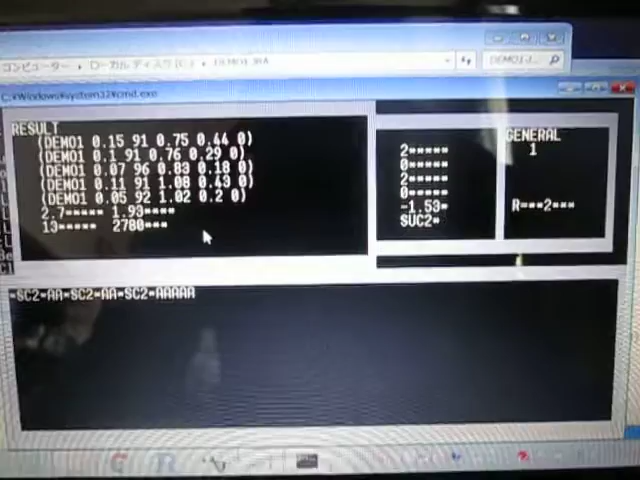 コンピューター ▸ ローカル ディスク (C:) ▸ DEMO1
C:¥Windows¥system32¥cmd.exe
RESULT
(DEMO1 0.15 91 0.75 0.44 0)
(DEMO1 0.1 91 0.76 0.29 0)
(DEMO1 0.07 96 0.83 0.18 0)
(DEMO1 0.11 91 1.08 0.43 0)
(DEMO1 0.05 92 1.02 0.2 0)
2.7***** 1.93****
13***** 2780***
2*****
0*****
2*****
0*****
-1.53*
SUC2*
GENERAL
1
R=**2***
*SC2*AA*SC2*AA*SC2*AAAAA